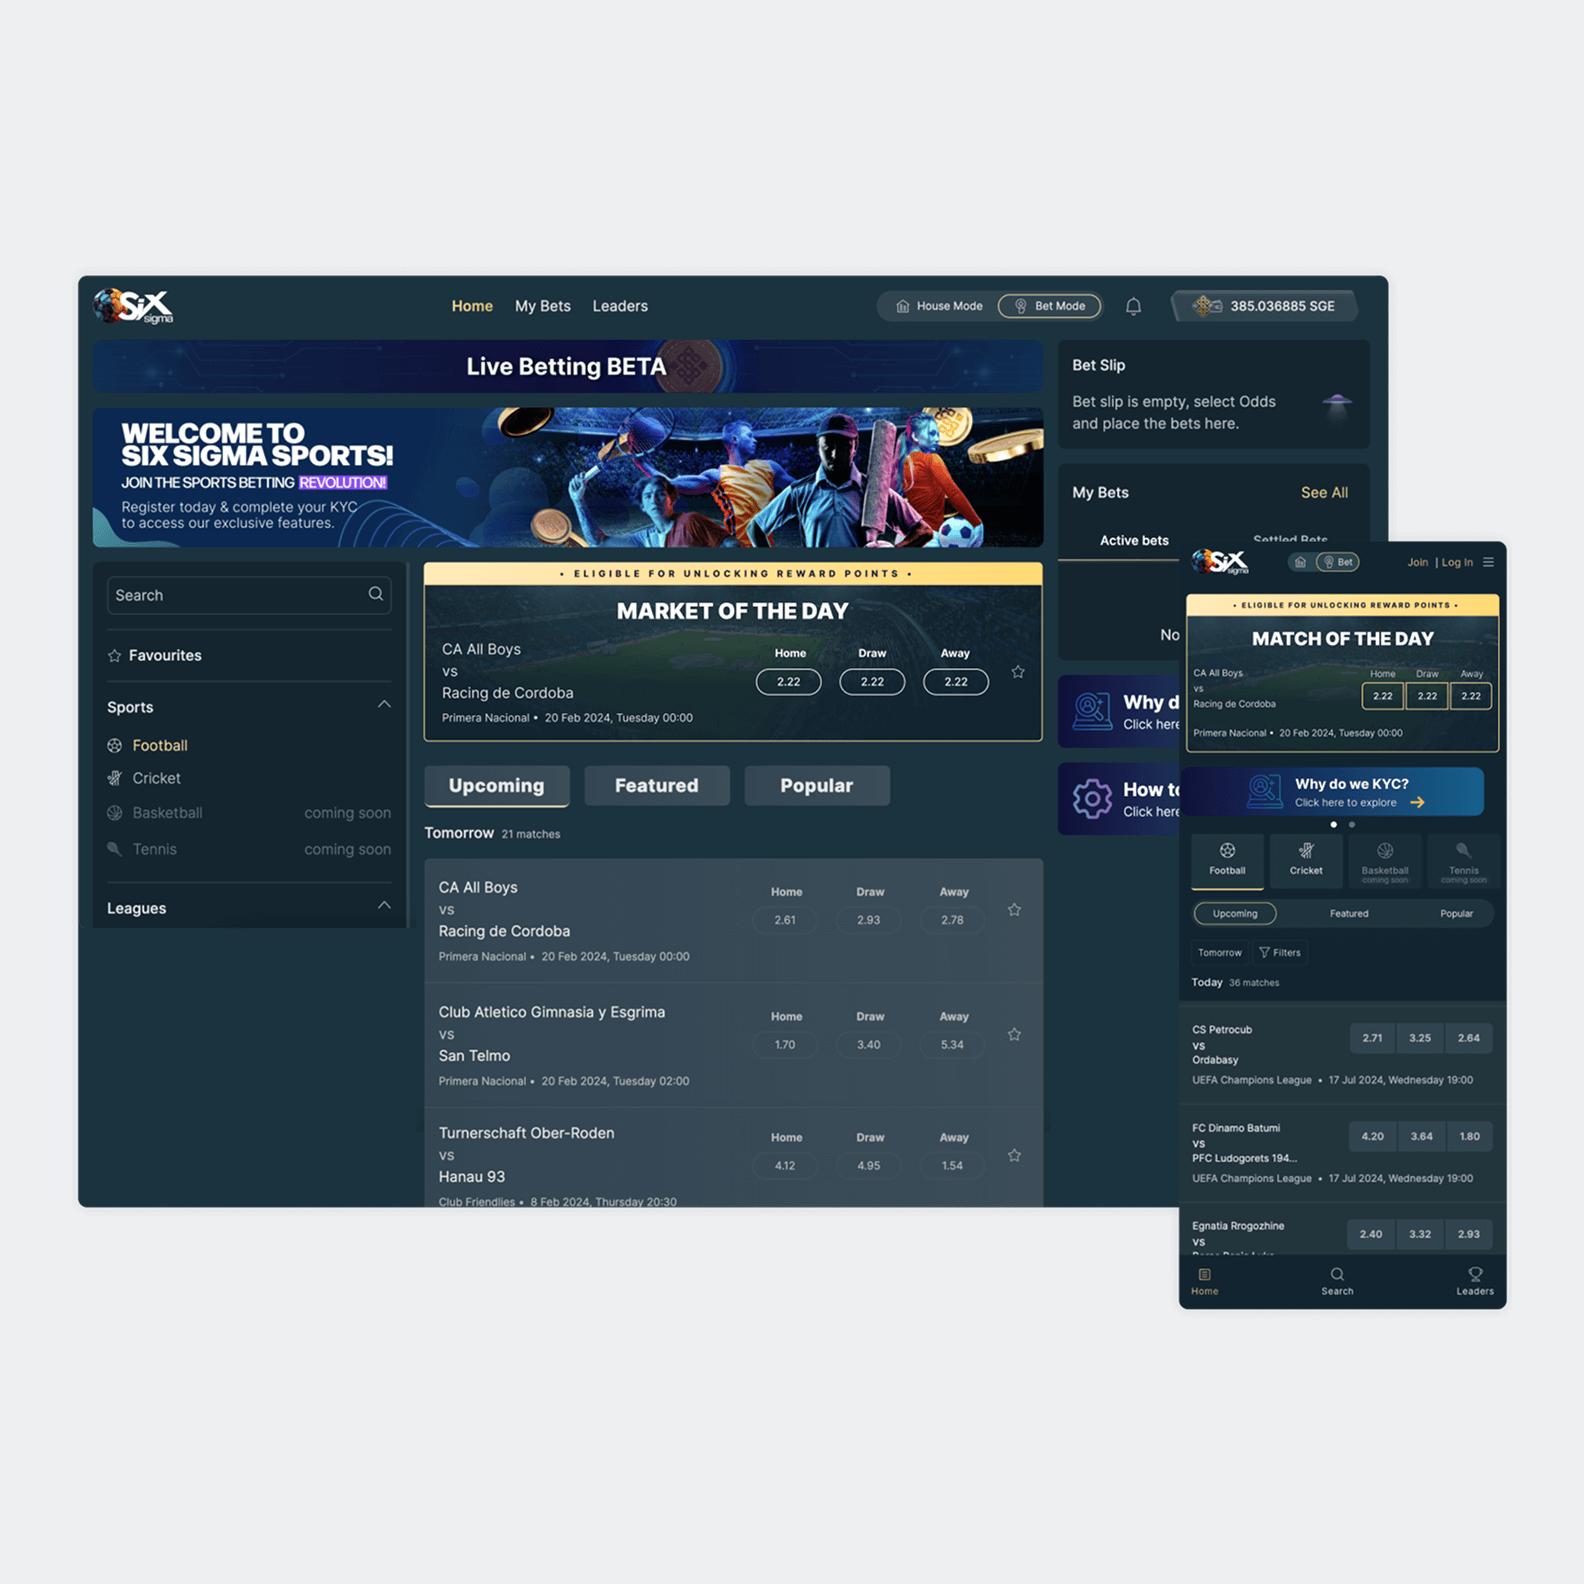 SiX
sigma
Home
My Bets
Leaders
House Mode
Bet Mode
385.036885 SGE
Live Betting BETA
WELCOME TO
SIX SIGMA SPORTS!
JOIN THE SPORTS BETTING REVOLUTION!
Register today & complete your KYC
to access our exclusive features.
Bet Slip
Bet slip is empty, select Odds
and place the bets here.
My Bets
See All
Active bets
Settled Bets
No
Why d
Click here
How to
Click here
Search
Favourites
Sports
Football
Cricket
Basketball coming soon
Tennis coming soon
Leagues
• ELIGIBLE FOR UNLOCKING REWARD POINTS •
MARKET OF THE DAY
CA All Boys
vs
Racing de Cordoba
Primera Nacional • 20 Feb 2024, Tuesday 00:00
Home Draw Away
2.22 2.22 2.22
Upcoming
Featured
Popular
Tomorrow 21 matches
CA All Boys
vs
Racing de Cordoba
Primera Nacional • 20 Feb 2024, Tuesday 00:00
Home Draw Away
2.61 2.93 2.78
Club Atletico Gimnasia y Esgrima
vs
San Telmo
Primera Nacional • 20 Feb 2024, Tuesday 02:00
Home Draw Away
1.70 3.40 5.34
Turnerschaft Ober-Roden
vs
Hanau 93
Club Friendlies • 8 Feb 2024, Thursday 20:30
Home Draw Away
4.12 4.95 1.54
SiX
sigma
Bet
Join | Log In
• ELIGIBLE FOR UNLOCKING REWARD POINTS •
MATCH OF THE DAY
CA All Boys
vs
Racing de Cordoba
Home Draw Away
2.22 2.22 2.22
Primera Nacional • 20 Feb 2024, Tuesday 00:00
Why do we KYC?
Click here to explore
Football
Cricket
Basketball
coming soon
Tennis
coming soon
Upcoming
Featured
Popular
Tomorrow
Filters
Today 36 matches
CS Petrocub
vs
Ordabasy
2.71 3.25 2.64
UEFA Champions League • 17 Jul 2024, Wednesday 19:00
FC Dinamo Batumi
vs
PFC Ludogorets 194...
4.20 3.64 1.80
UEFA Champions League • 17 Jul 2024, Wednesday 19:00
Egnatia Rrogozhine
vs
2.40 3.32 2.93
Home
Search
Leaders